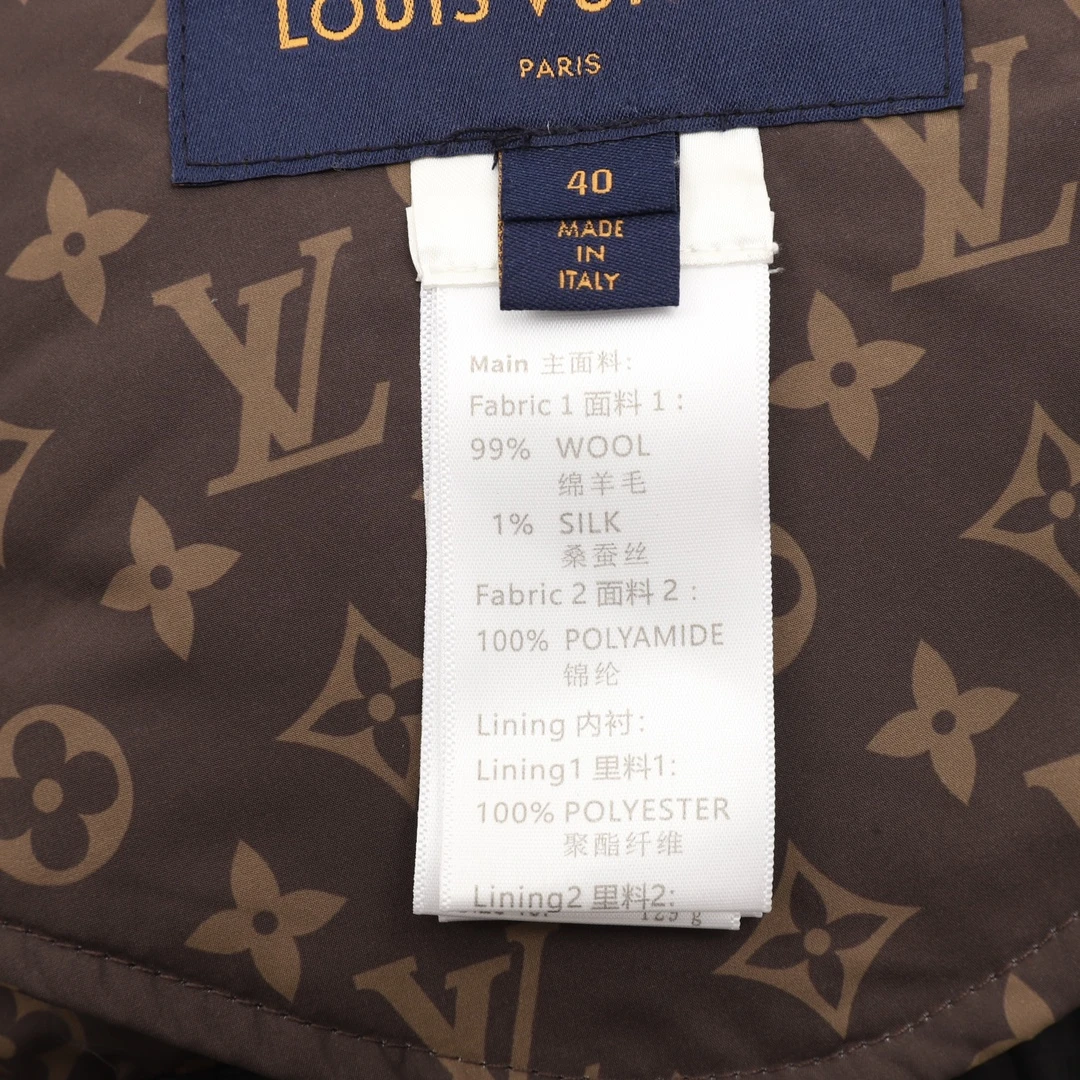 LOUIS
PARIS
40
MADE
IN
ITALY
Main 主面料:
Fabric 1 面料 1 :
99% WOOL
绵羊毛
1% SILK
桑蚕丝
Fabric 2 面料 2 :
100% POLYAMIDE
锦纶
Lining 内衬:
Lining1 里料1:
100% POLYESTER
聚酯纤维
Lining2 里料2: